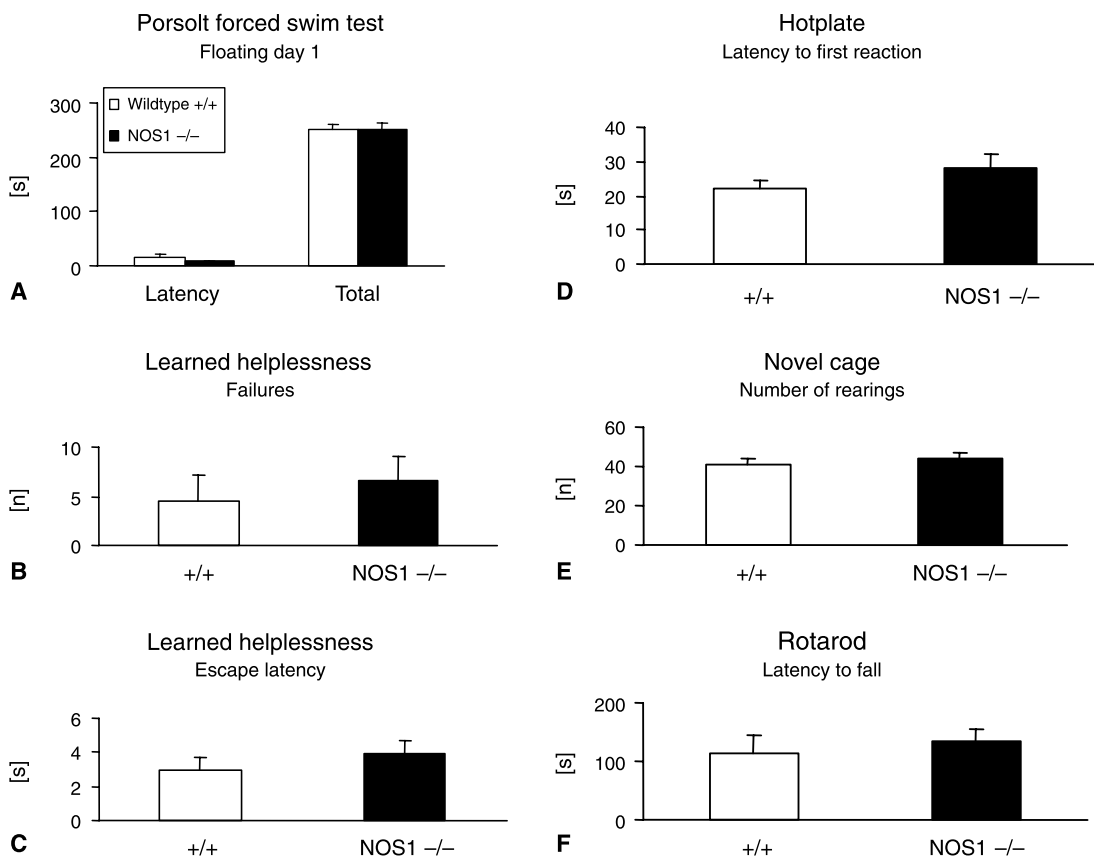 Porsolt forced swim test
Floating day 1
300
200
100
0
[s]
Wildtype +/+
NOS1 –/–
Latency Total
A
Learned helplessness
Failures
10
5
0
[n]
+/+ NOS1 –/–
B
Learned helplessness
Escape latency
6
4
2
0
[s]
+/+ NOS1 –/–
C
Hotplate
Latency to first reaction
40
30
20
10
0
[s]
+/+ NOS1 –/–
D
Novel cage
Number of rearings
60
40
20
0
[n]
+/+ NOS1 –/–
E
Rotarod
Latency to fall
200
100
0
[s]
+/+ NOS1 –/–
F